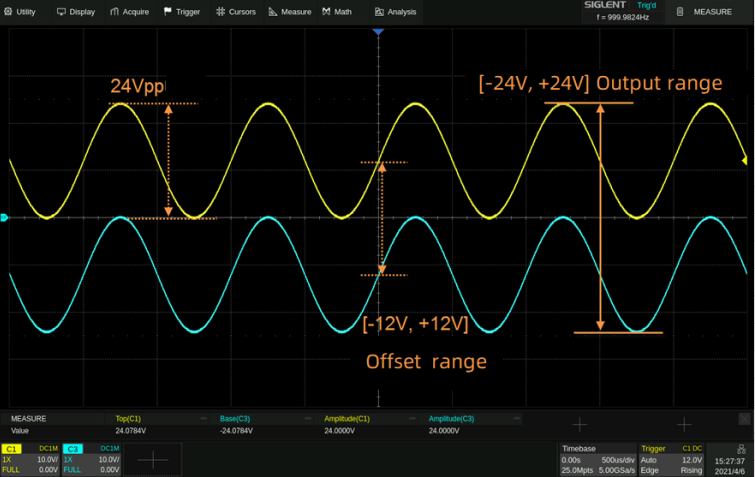 Utility Display Acquire Trigger Cursors Measure Math Analysis SIGLENT Trig'd MEASURE
f = 999.9824Hz
24Vpp
[-24V, +24V] Output range
[-12V, +12V]
Offset range
MEASURE Top(C1) Base(C3) Amplitude(C1) Amplitude(C3)
Value 24.0784V -24.0784V 24.0000V 24.0000V
C1 DC1M C3 DC1M Timebase Trigger C1 DC
1X 10.0V/ 1X 10.0V/ 0.00s 500us/div Auto 12.0V 15:27:37
FULL 0.00V FULL 0.00V 25.0Mpts 5.00GSa/s Edge Rising 2021/4/6